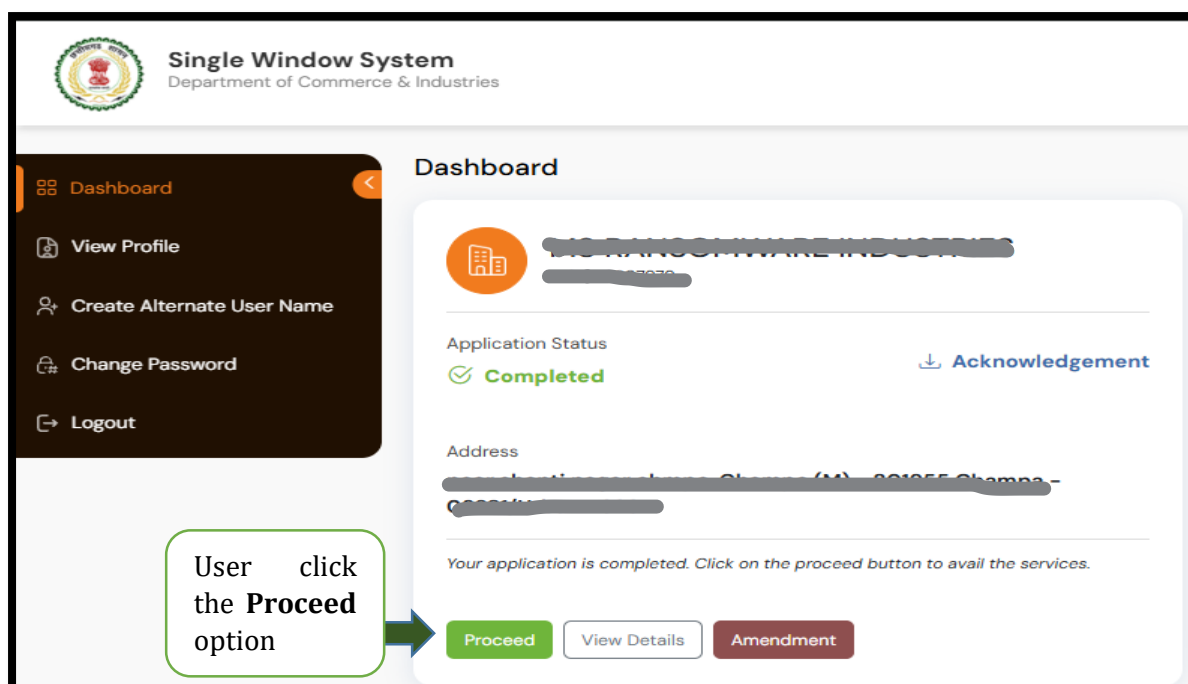 Single Window System
Department of Commerce & Industries
Dashboard
Dashboard
View Profile
Create Alternate User Name
Change Password
Logout
Application Status
Completed
Acknowledgement
Address
Your application is completed. Click on the proceed button to avail the services.
User click
the Proceed
option
Proceed
View Details
Amendment